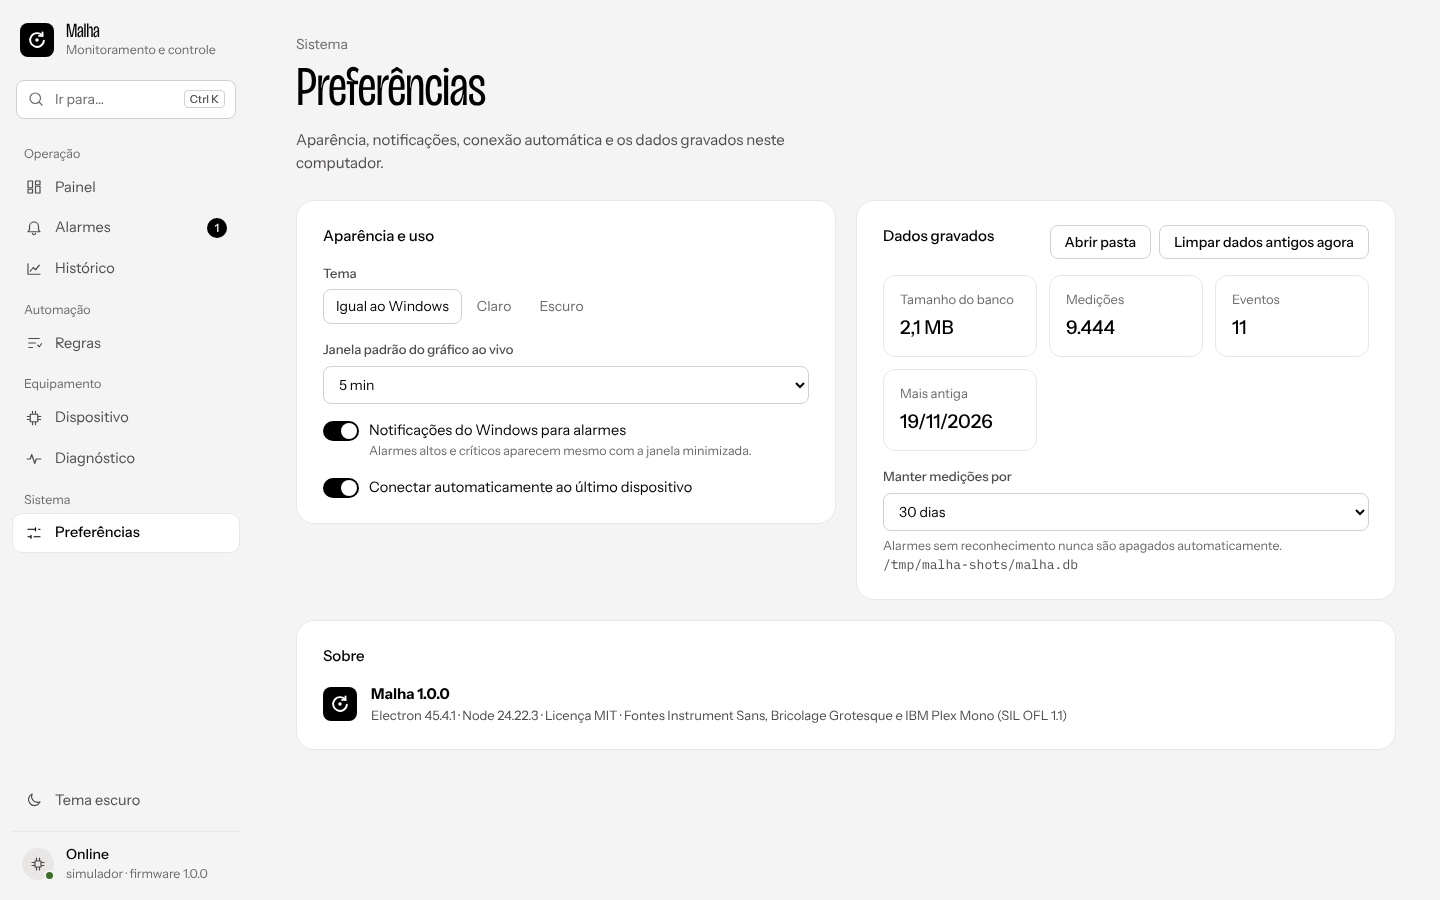 Malha
Monitoramento e controle
Ir para...
Ctrl K
Operação
Painel
Alarmes
1
Histórico
Automação
Regras
Equipamento
Dispositivo
Diagnóstico
Sistema
Preferências
Tema escuro
Online
simulador · firmware 1.0.0
Sistema
Preferências
Aparência, notificações, conexão automática e os dados gravados neste
computador.
Aparência e uso
Tema
Igual ao Windows
Claro
Escuro
Janela padrão do gráfico ao vivo
5 min
Notificações do Windows para alarmes
Alarmes altos e críticos aparecem mesmo com a janela minimizada.
Conectar automaticamente ao último dispositivo
Dados gravados
Abrir pasta
Limpar dados antigos agora
Tamanho do banco
2,1 MB
Medições
9.444
Eventos
11
Mais antiga
19/11/2026
Manter medições por
30 dias
Alarmes sem reconhecimento nunca são apagados automaticamente.
/tmp/malha-shots/malha.db
Sobre
Malha 1.0.0
Electron 45.4.1 · Node 24.22.3 · Licença MIT · Fontes Instrument Sans, Bricolage Grotesque e IBM Plex Mono (SIL OFL 1.1)